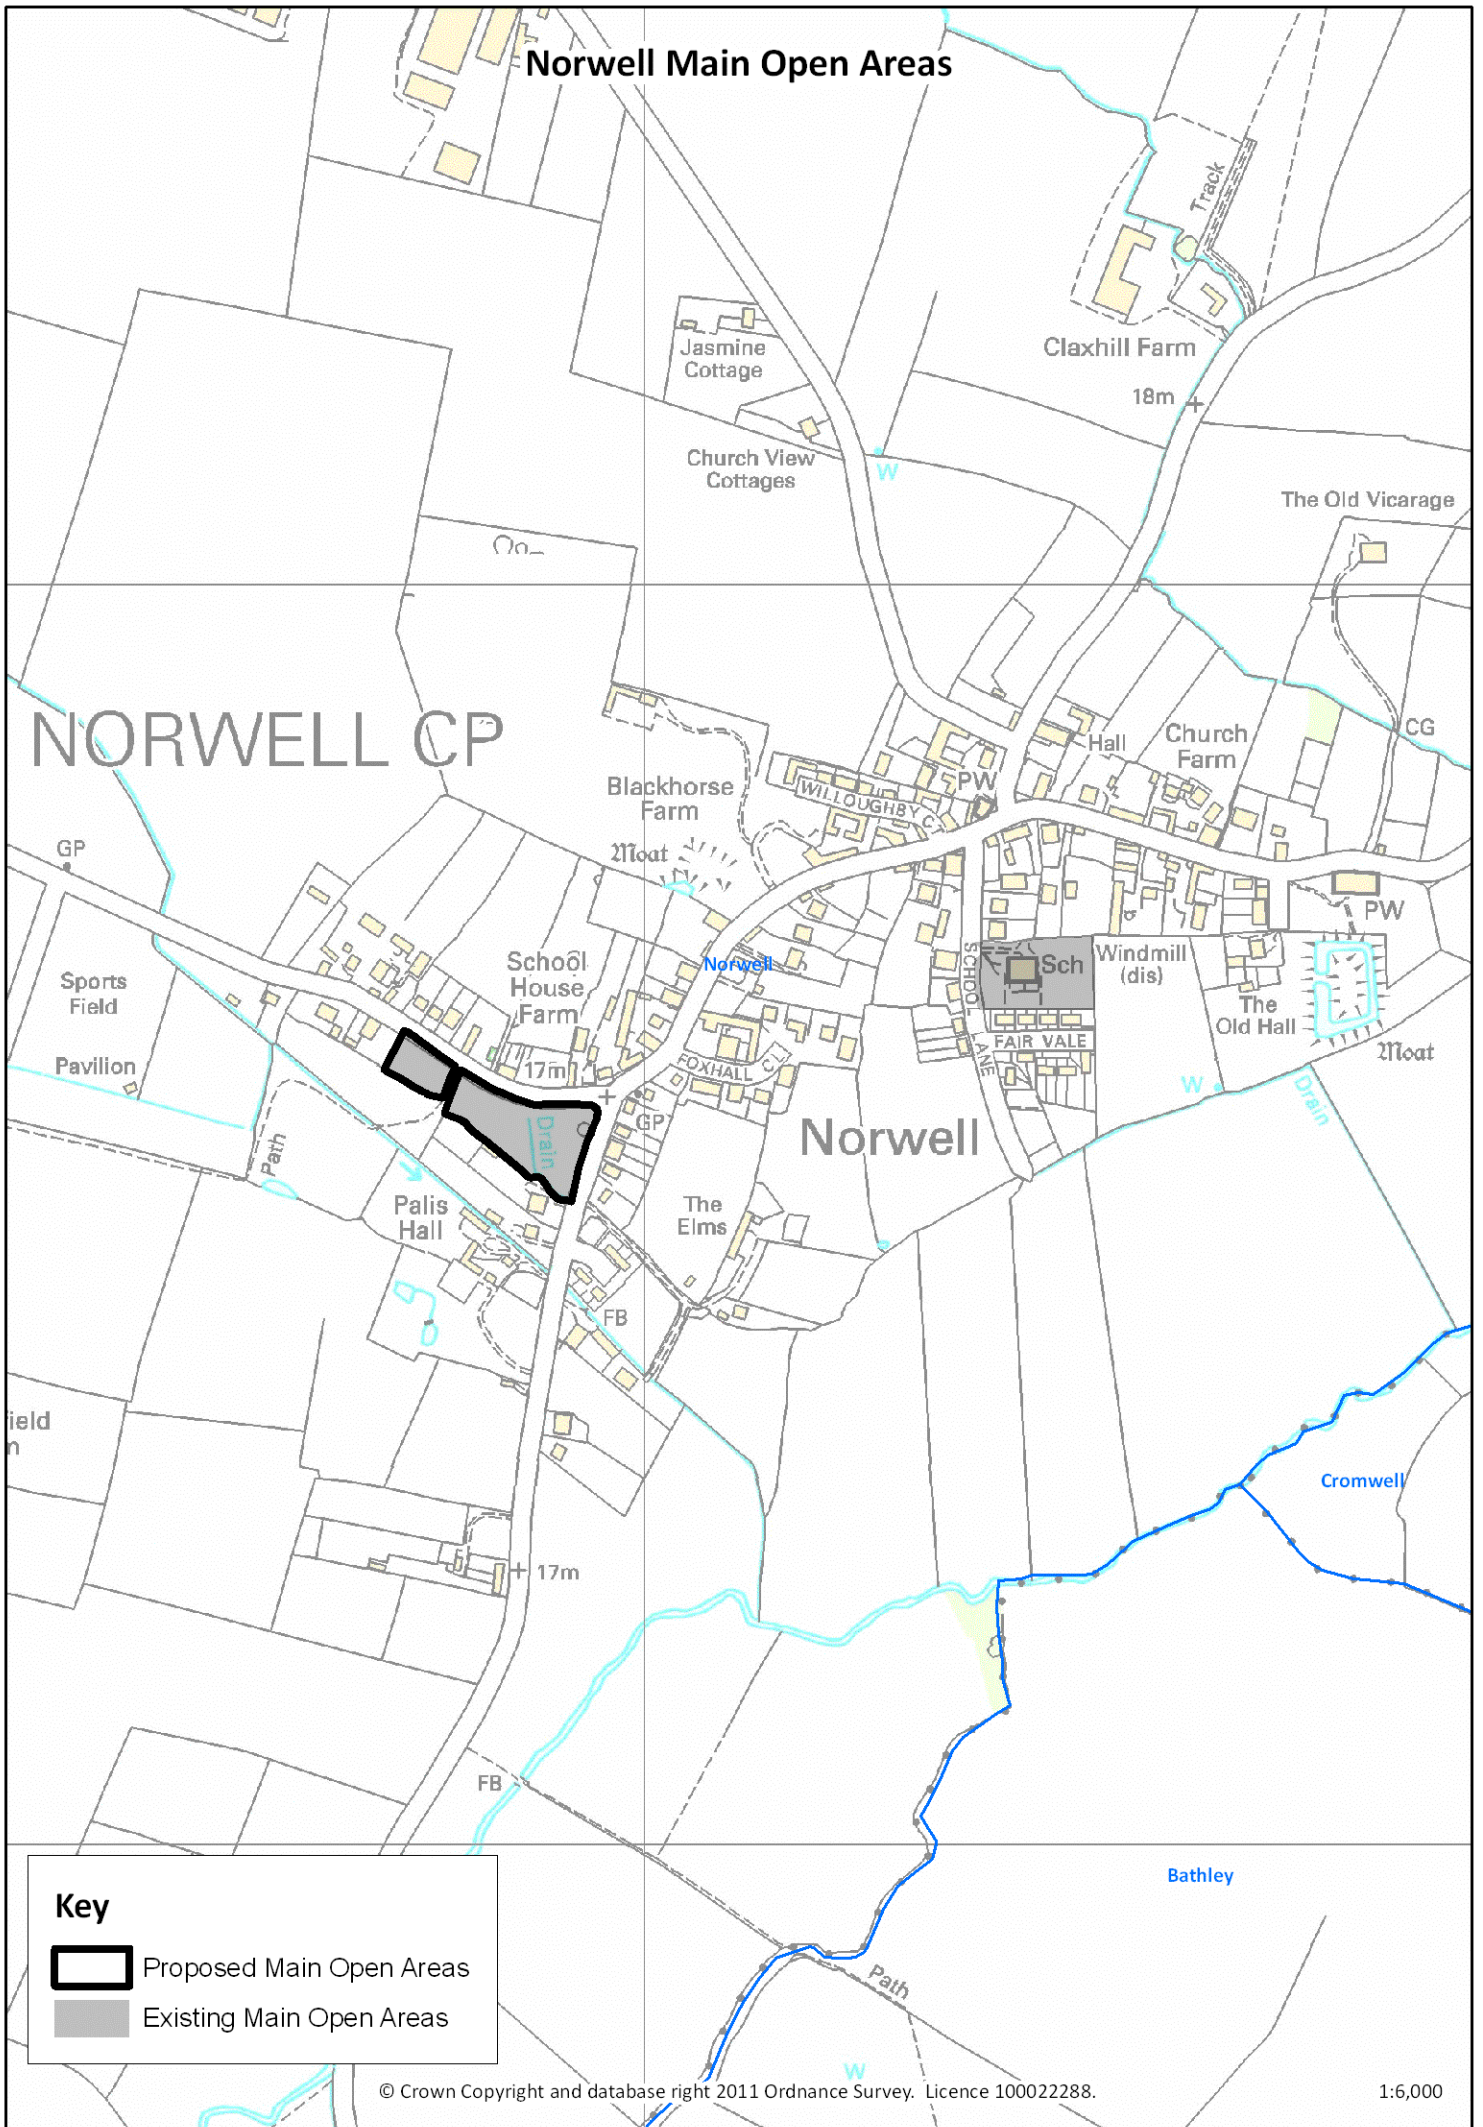 Norwell Main Open Areas
Track
Jasmine
Cottage
Claxhill Farm
18m
Church View
Cottages
W
The Old Vicarage
NORWELL CP
CG
Hall
Church
Farm
Blackhorse
Farm
PW
WILLOUGHBY CT
Moat
GP
PW
Sports
Field
School
House
Farm
Norwell
SCHOOL LANE
Sch
Windmill
(dis)
The
Old Hall
FAIR VALE
Moat
Pavilion
17m
FOXHALL CL
W
Drain
GP
Drain
Path
Norwell
Palis
Hall
The
Elms
FB
ield
n
Cromwell
17m
FB
Bathley
Key
Proposed Main Open Areas
Existing Main Open Areas
Path
W
© Crown Copyright and database right 2011 Ordnance Survey. Licence 100022288.
1:6,000